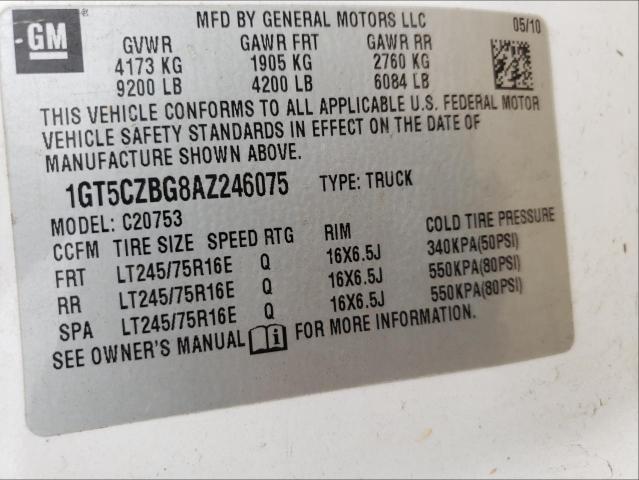 GM
MFD BY GENERAL MOTORS LLC 05/10
GVWR GAWR FRT GAWR RR
4173 KG 1905 KG 2760 KG
9200 LB 4200 LB 6084 LB
THIS VEHICLE CONFORMS TO ALL APPLICABLE U.S. FEDERAL MOTOR
VEHICLE SAFETY STANDARDS IN EFFECT ON THE DATE OF
MANUFACTURE SHOWN ABOVE.
1GT5CZBG8AZ246075 TYPE: TRUCK
MODEL: C20753
CCFM TIRE SIZE SPEED RTG RIM COLD TIRE PRESSURE
FRT LT245/75R16E Q 16X6.5J 340KPA(50PSI)
RR LT245/75R16E Q 16X6.5J 550KPA(80PSI)
SPA LT245/75R16E Q 16X6.5J 550KPA(80PSI)
SEE OWNER'S MANUAL i FOR MORE INFORMATION.